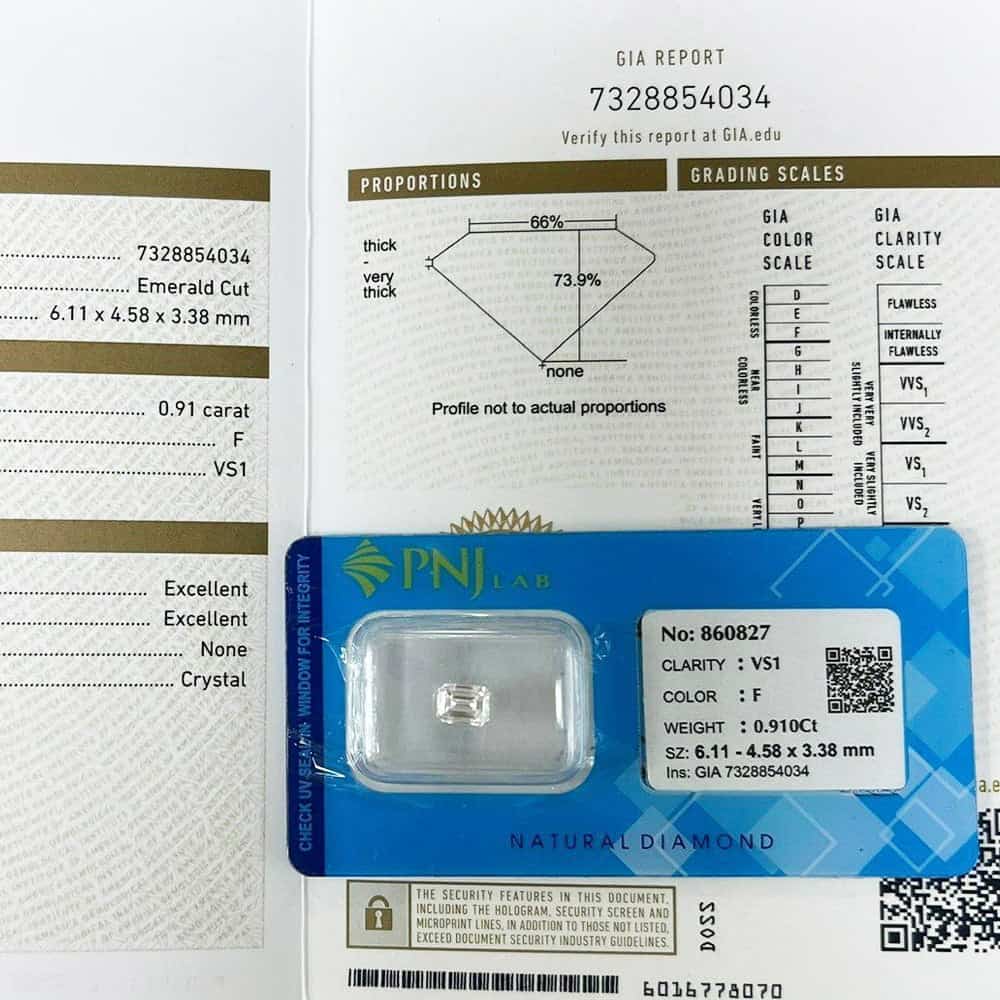 7328854034
Emerald Cut
6.11 x 4.58 x 3.38 mm
0.91 carat
F
VS1
Excellent
Excellent
None
Crystal
GIA REPORT
7328854034
Verify this report at GIA.edu
PROPORTIONS
66%
thick
-
very
thick
73.9%
none
Profile not to actual proportions
GRADING SCALES
GIA
COLOR
SCALE
COLORLESS
NEAR
COLORLESS
FAINT
D
E
F
G
H
I
J
K
L
M
N
O
P
GIA
CLARITY
SCALE
FLAWLESS
INTERNALLY
FLAWLESS
VERY VERY
SLIGHTLY INCLUDED
VVS1
VVS2
VERY SLIGHTLY
INCLUDED
VS1
VS2
CHECK UV SEAL IN WINDOW FOR INTEGRITY
PNJ LAB
No: 860827
CLARITY : VS1
COLOR : F
WEIGHT : 0.910Ct
SZ: 6.11 - 4.58 x 3.38 mm
Ins: GIA 7328854034
NATURAL DIAMOND
THE SECURITY FEATURES IN THIS DOCUMENT,
INCLUDING THE HOLOGRAM, SECURITY SCREEN AND
MICROPRINT LINES, IN ADDITION TO THOSE NOT LISTED,
EXCEED DOCUMENT SECURITY INDUSTRY GUIDELINES.
6016778070